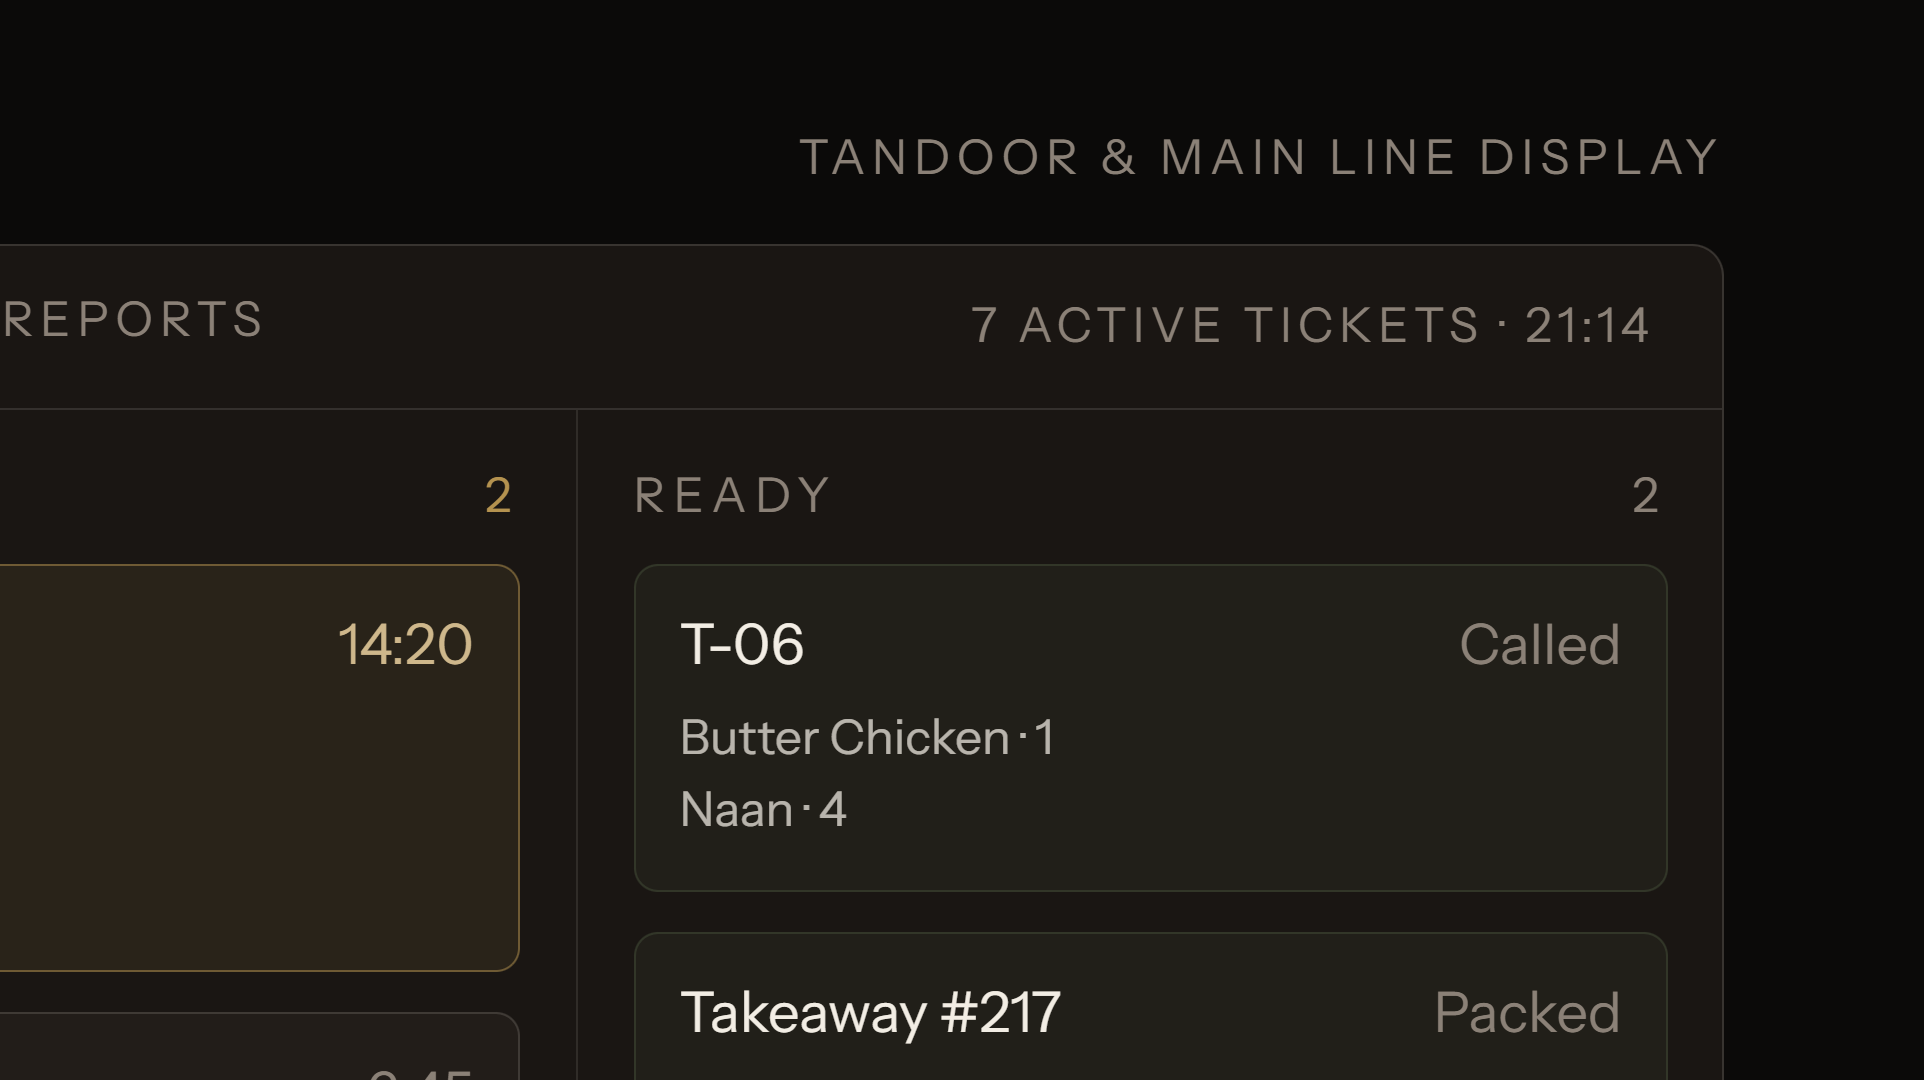 TANDOOR & MAIN LINE DISPLAY
REPORTS
7 ACTIVE TICKETS · 21:14
2
14:20
READY
2
T-06
Called
Butter Chicken · 1
Naan · 4
Takeaway #217
Packed